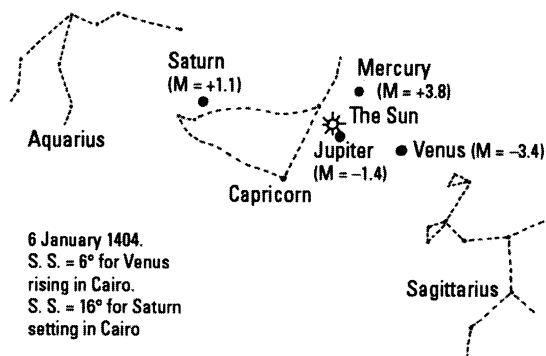 Saturn
(M = +1.1)
Mercury
(M = +3.8)
The Sun
Jupiter
(M = −1.4)
Venus (M = −3.4)
Aquarius
Capricorn
Sagittarius
6 January 1404.
S. S. = 6° for Venus
rising in Cairo.
S. S. = 16° for Saturn
setting in Cairo